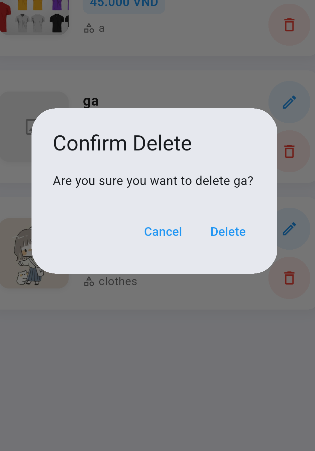 45.000 VND
a
ga
Confirm Delete
Are you sure you want to delete ga?
Cancel
Delete
clothes